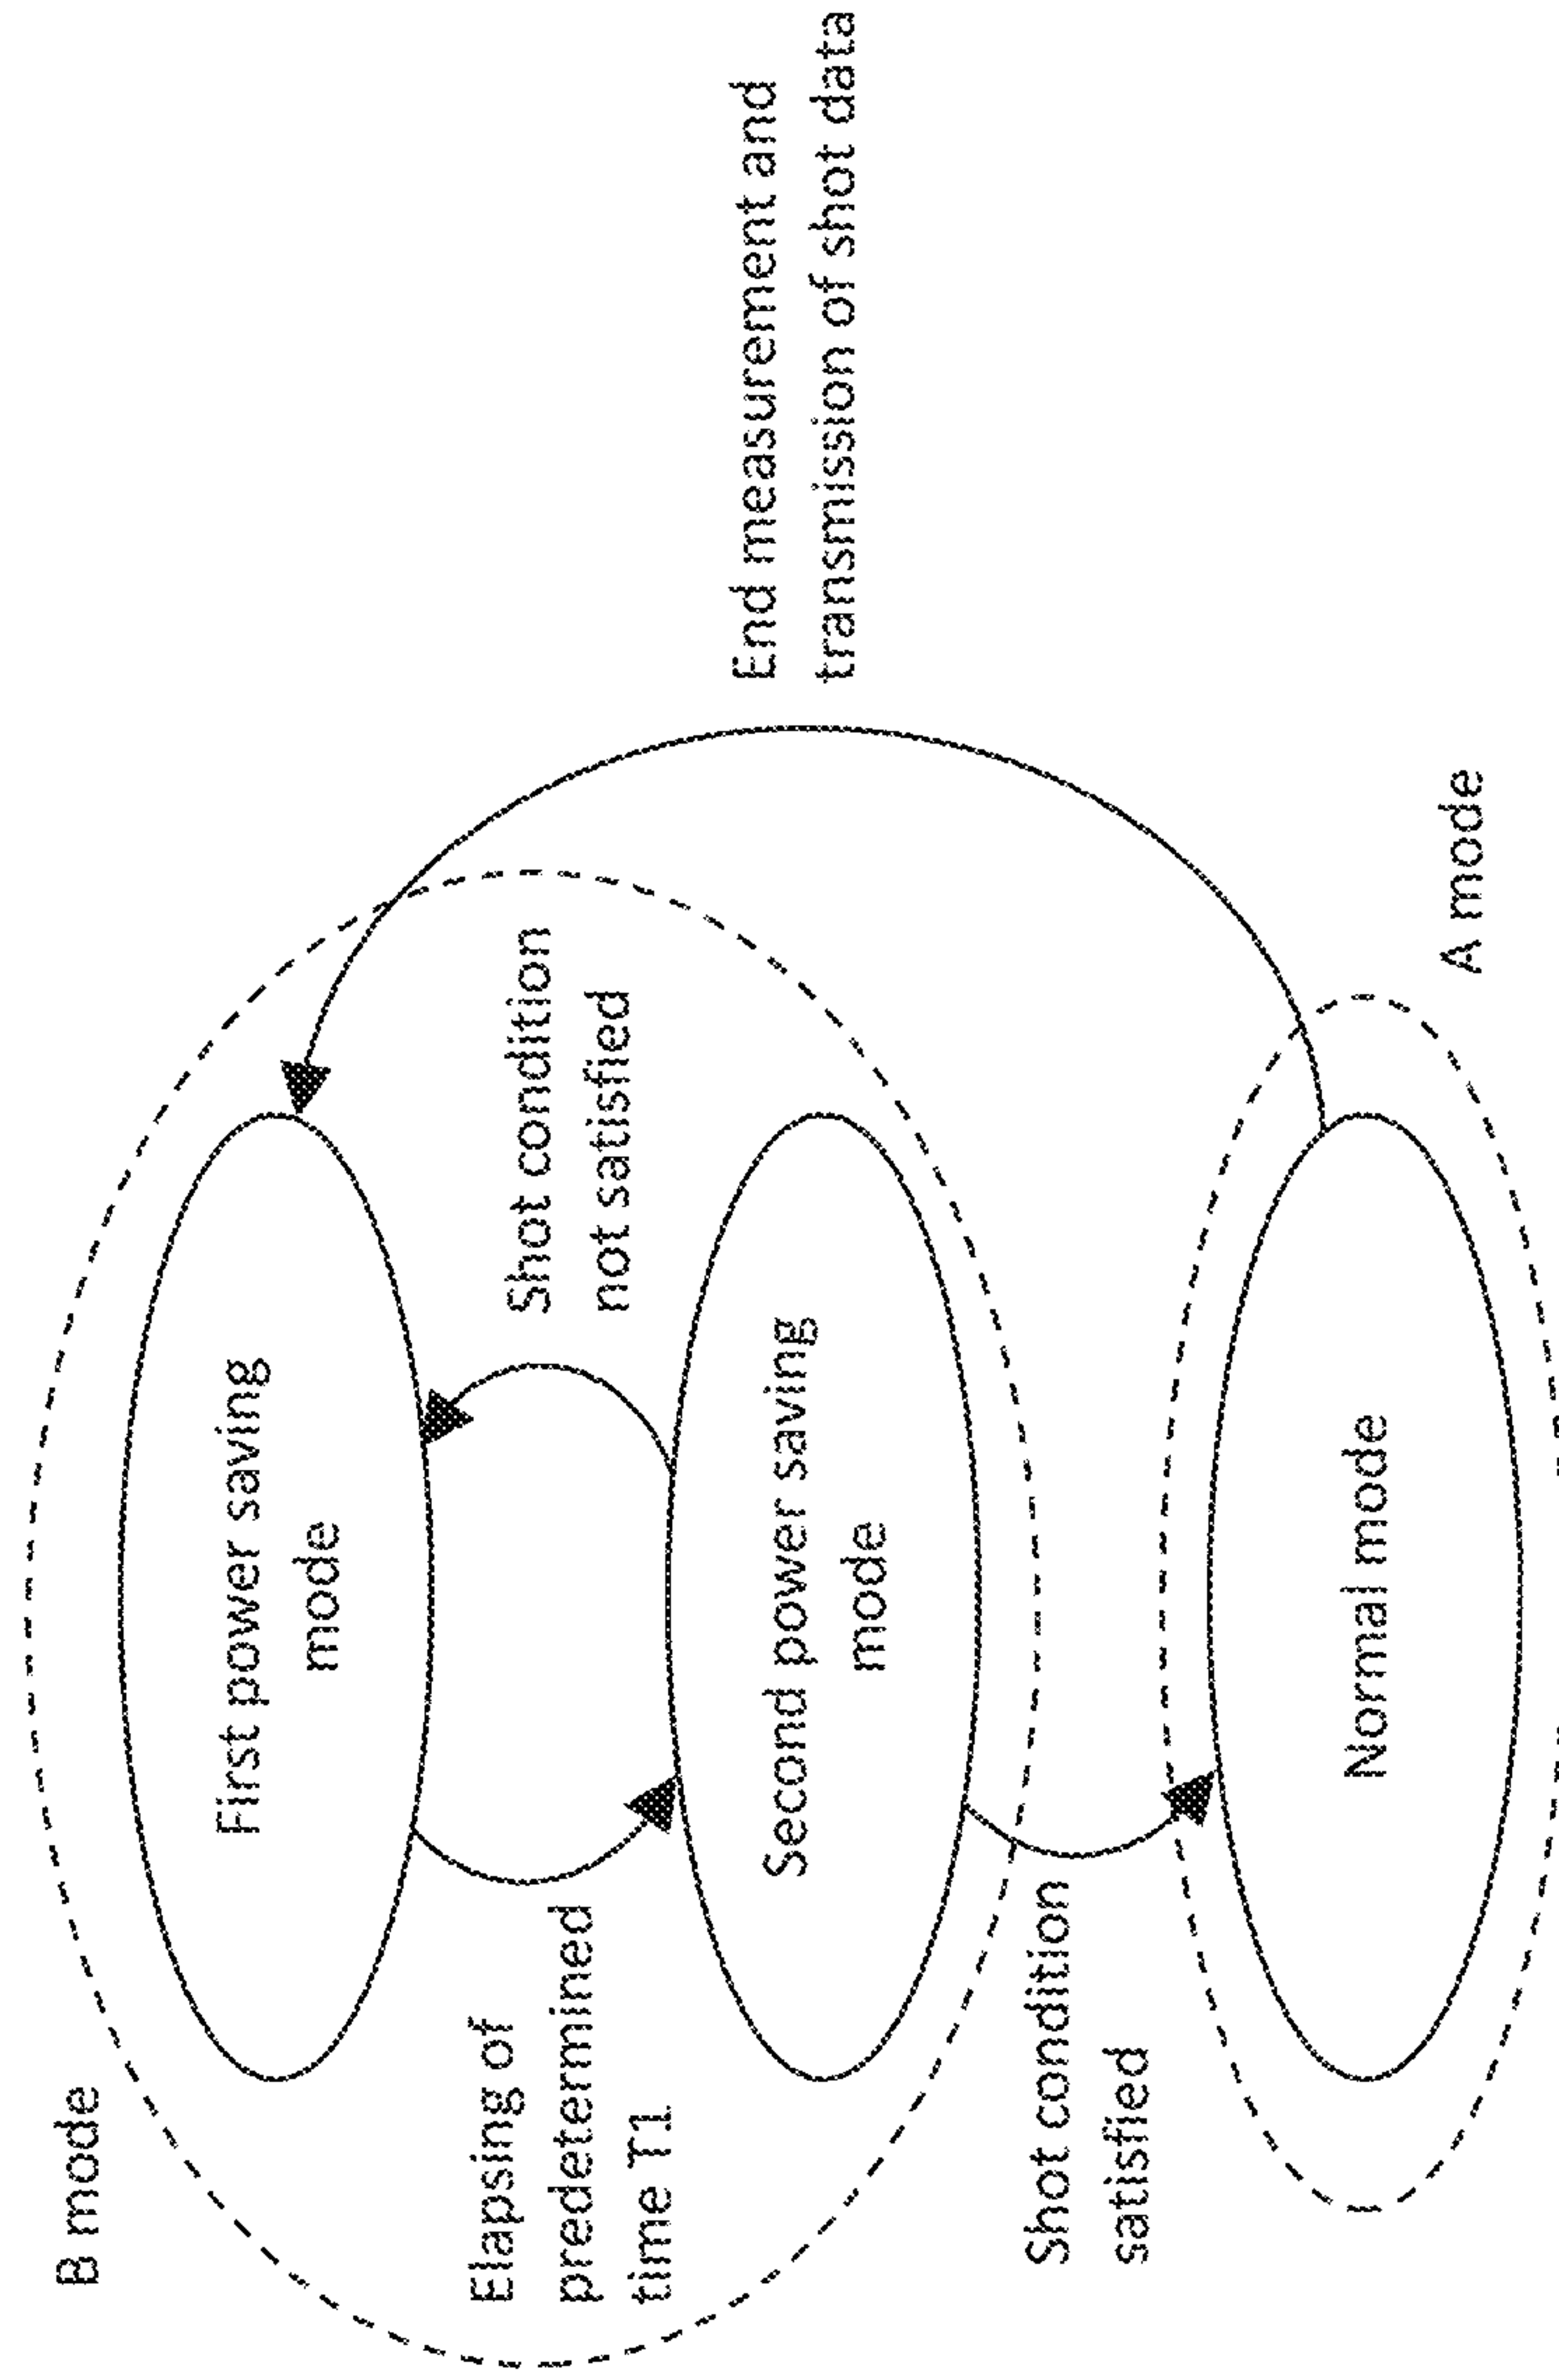 B mode
First power saving
mode
Elapsing of
predetermined
time T1
Shot condition
not satisfied
Second power saving
mode
End measurement and
transmission of shot data
Shot condition
satisfied
Normal mode
A mode